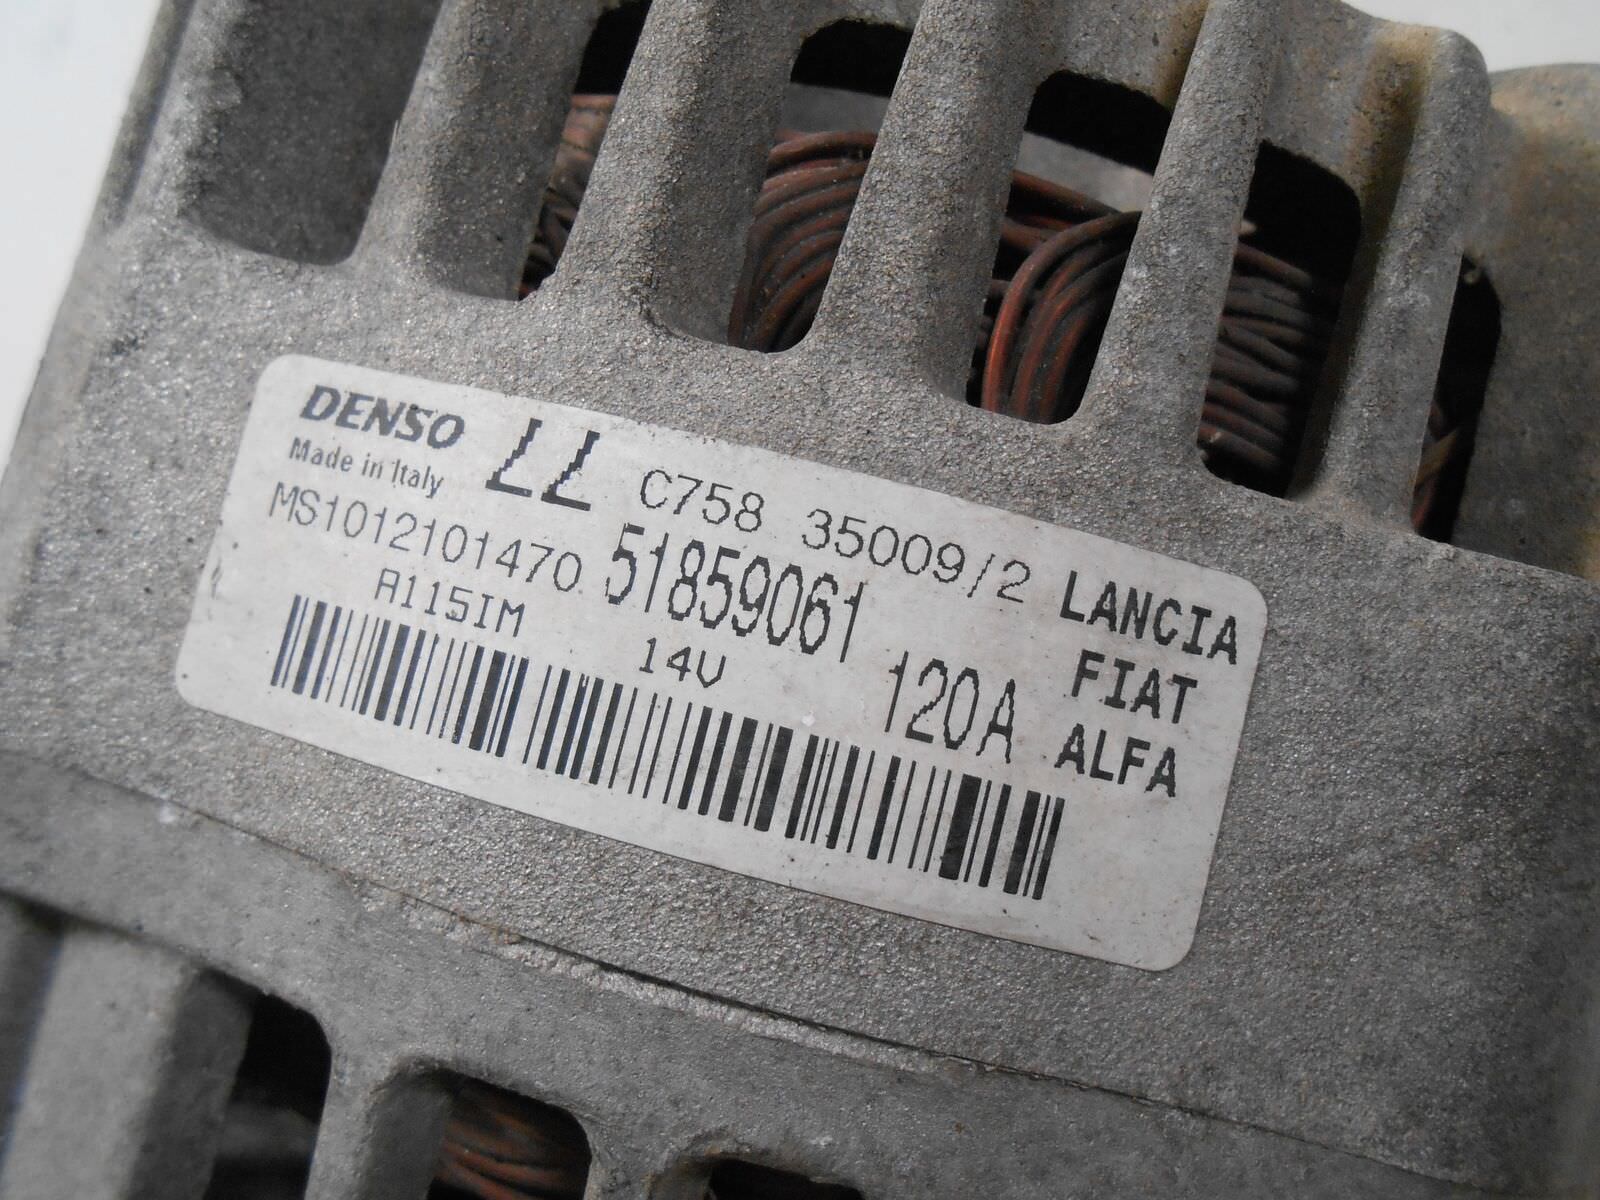 DENSO LL C758 35009/2 LANCIA
Made in Italy
MS1012101470 51859061 FIAT
A115IM 14V 120A ALFA